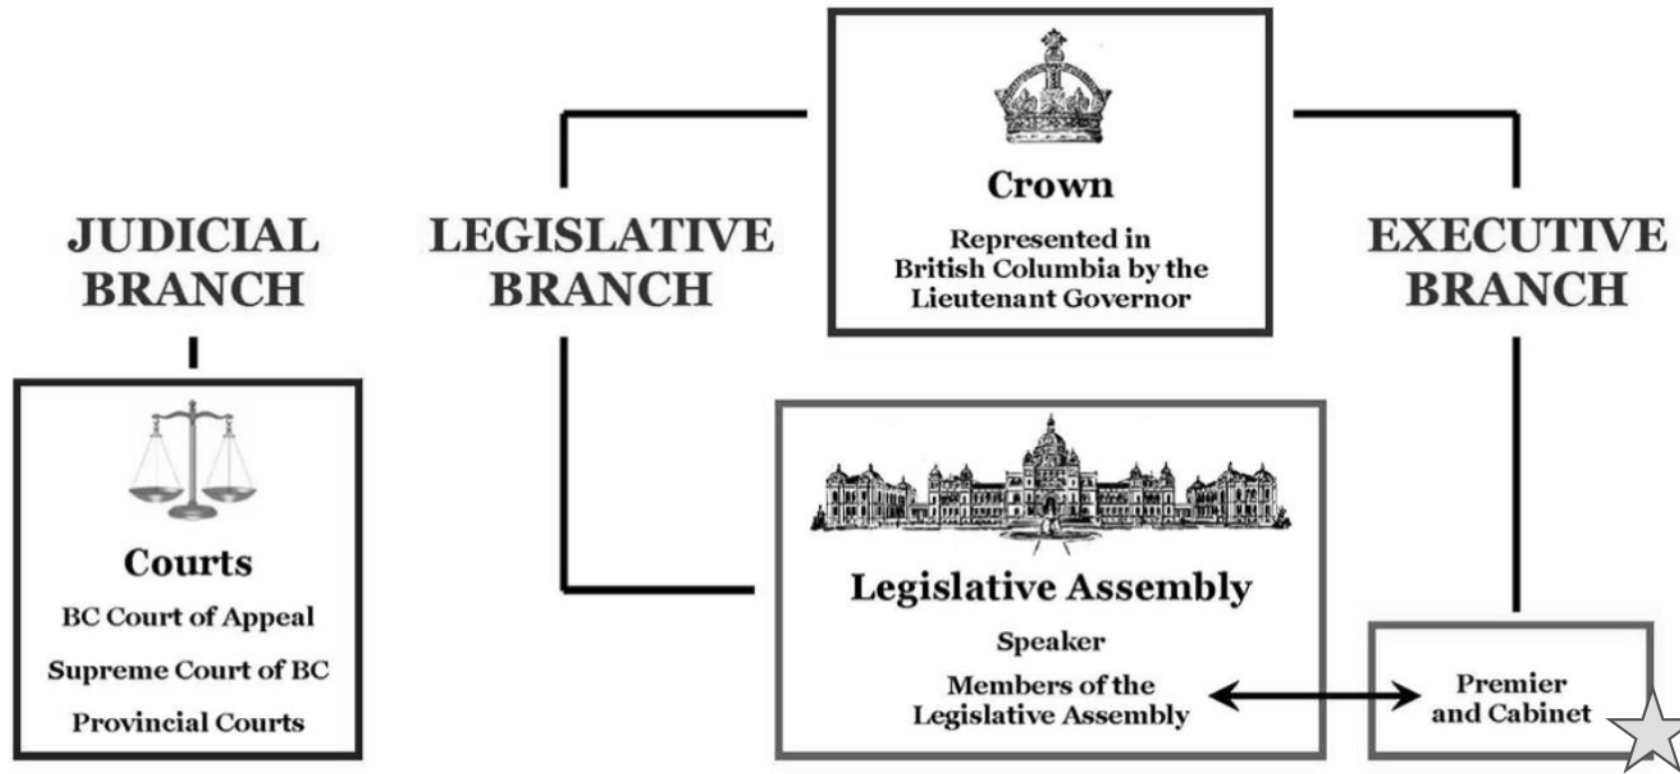 JUDICIAL
BRANCH
Courts
BC Court of Appeal
Supreme Court of BC
Provincial Courts
LEGISLATIVE
BRANCH
Crown
Represented in
British Columbia by the
Lieutenant Governor
Legislative Assembly
Speaker
Members of the
Legislative Assembly
EXECUTIVE
BRANCH
Premier
and Cabinet